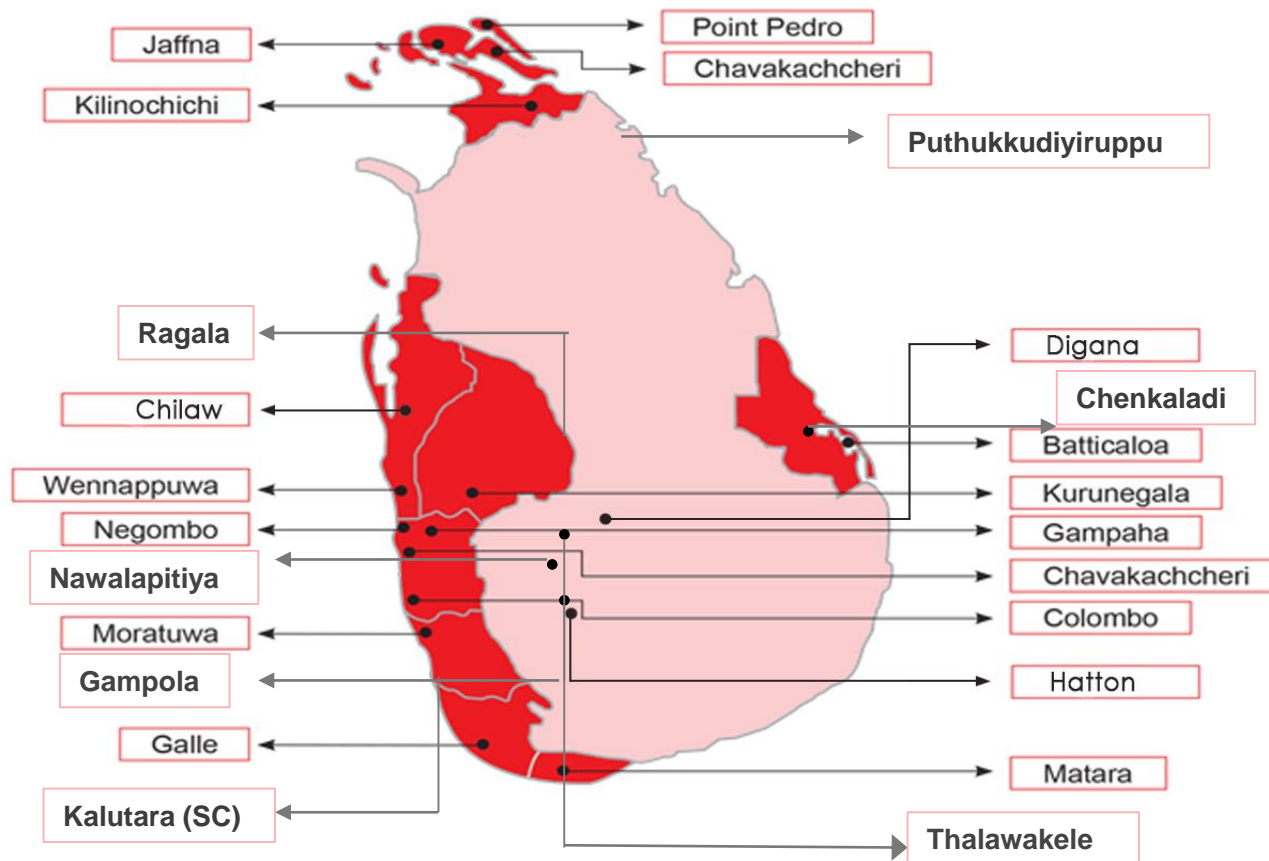 Point Pedro
Jaffna
Chavakachcheri
Kilinochichi
Puthukkudiyiruppu
Ragala
Digana
Chenkaladi
Chilaw
Batticaloa
Wennappuwa
Kurunegala
Negombo
Gampaha
Nawalapitiya
Chavakachcheri
Colombo
Moratuwa
Gampola
Hatton
Galle
Matara
Kalutara (SC)
Thalawakele